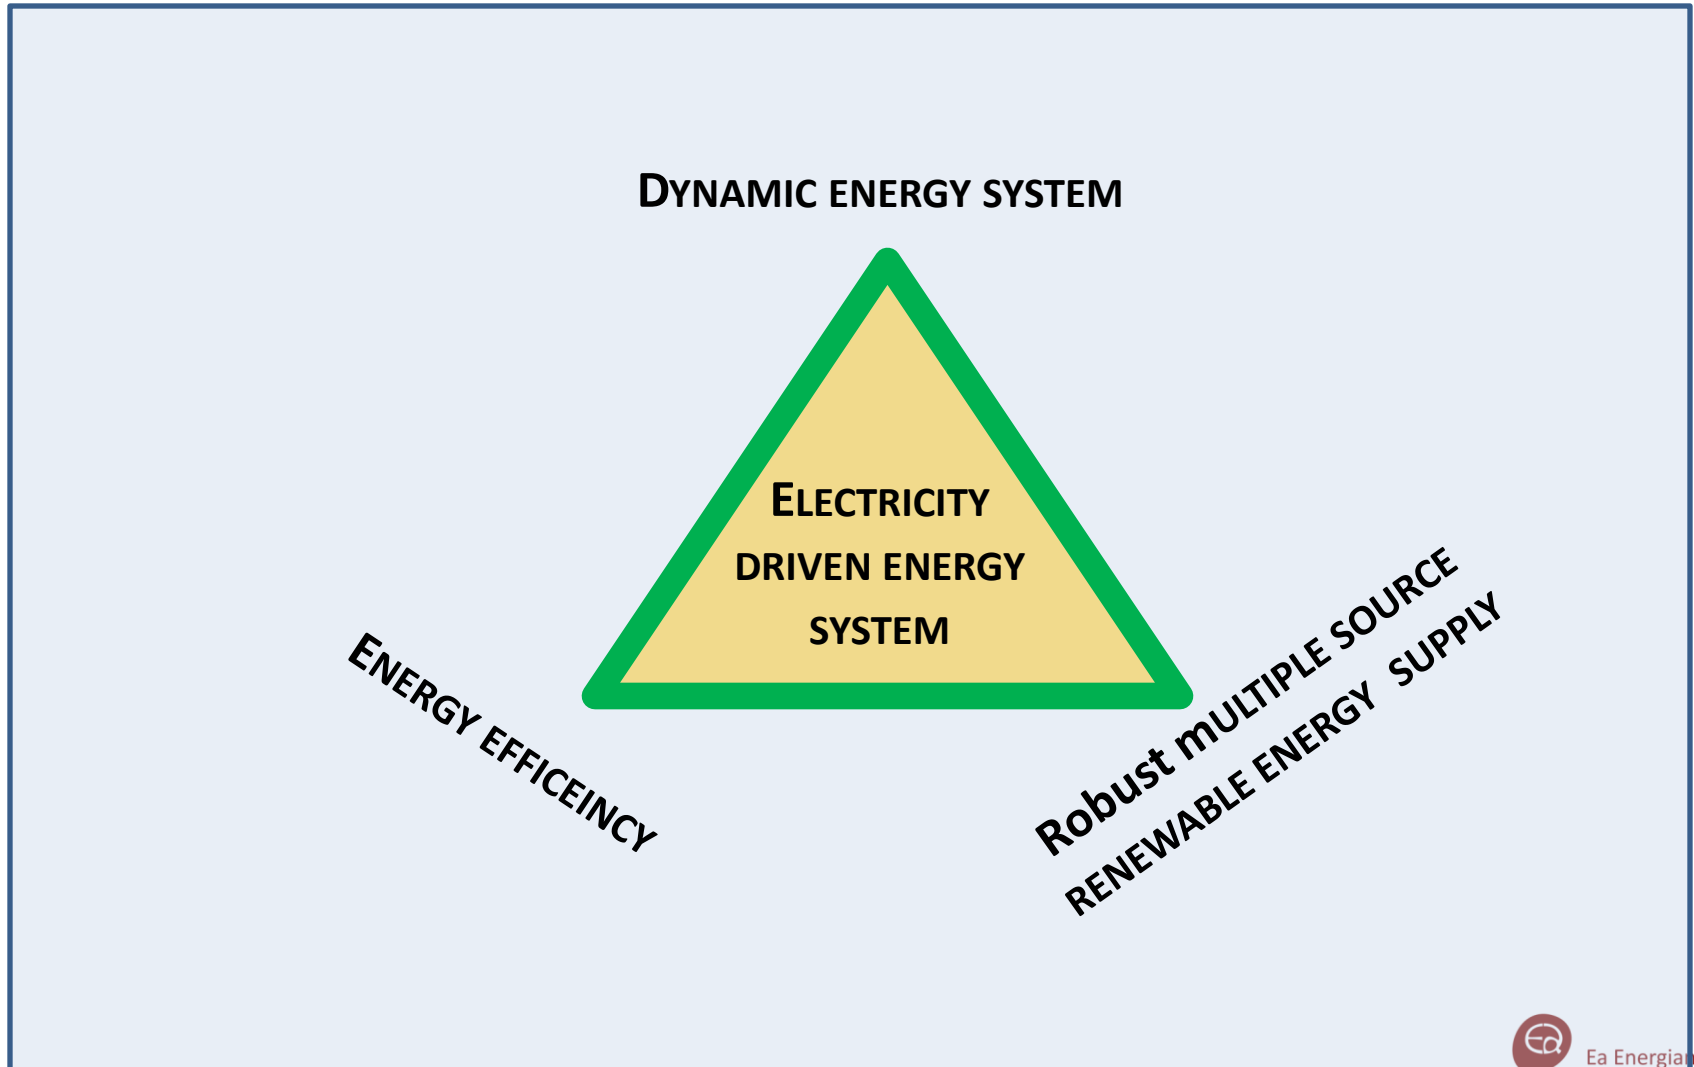 DYNAMIC ENERGY SYSTEM
ELECTRICITY
DRIVEN ENERGY
SYSTEM
ENERGY EFFICEINCY
Robust mULTIPLE SOURCE
RENEWABLE ENERGY SUPPLY
Ea Energian